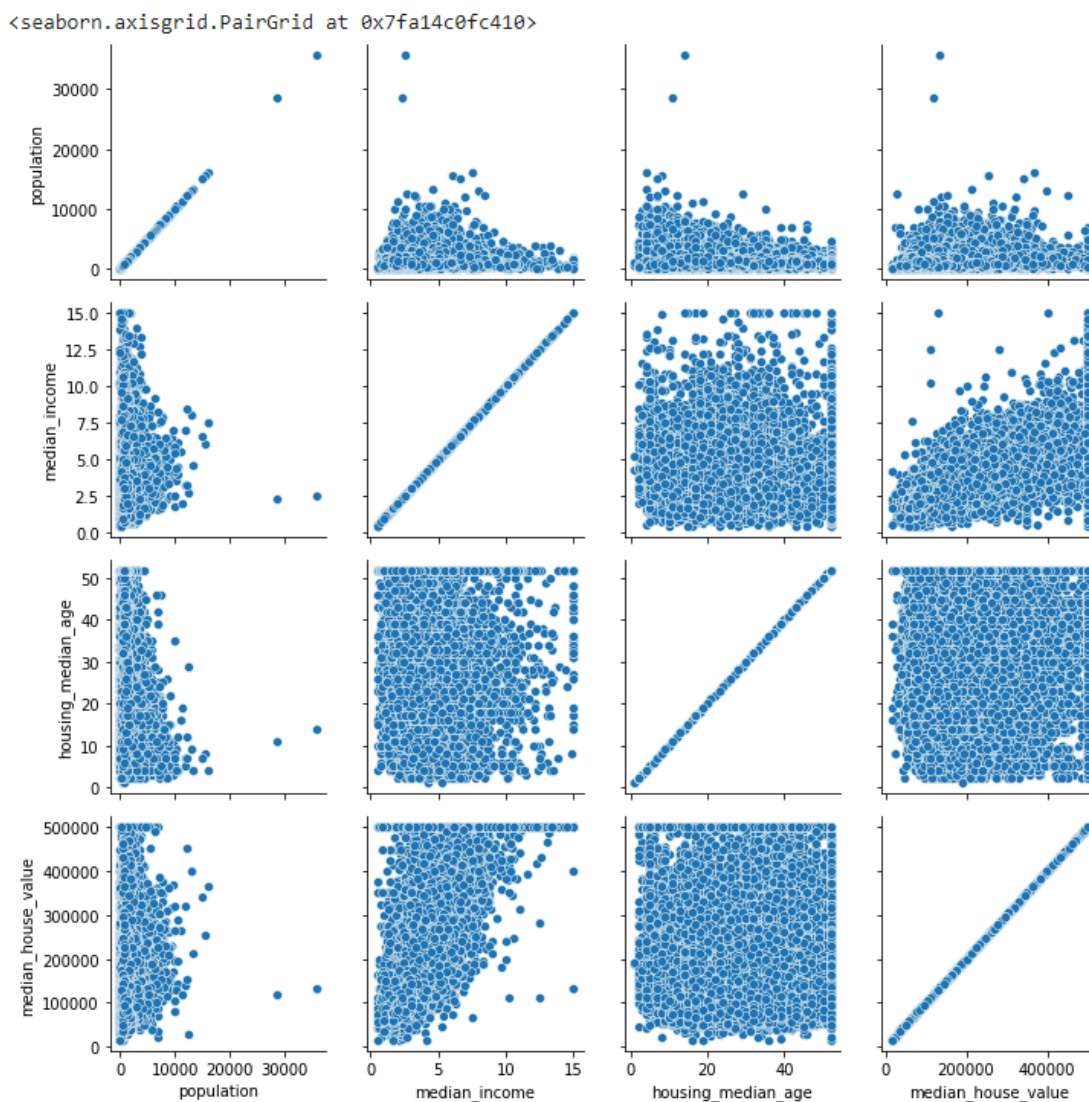 <seaborn.axisgrid.PairGrid at 0x7fa14c0fc410>
30000
20000
10000
0
population
15.0
12.5
10.0
7.5
5.0
2.5
0.0
median_income
50
40
30
20
10
0
housing_median_age
500000
400000
300000
200000
100000
0
median_house_value
0 10000 20000 30000
population
0 5 10 15
median_income
0 20 40
housing_median_age
200000 400000
median_house_value